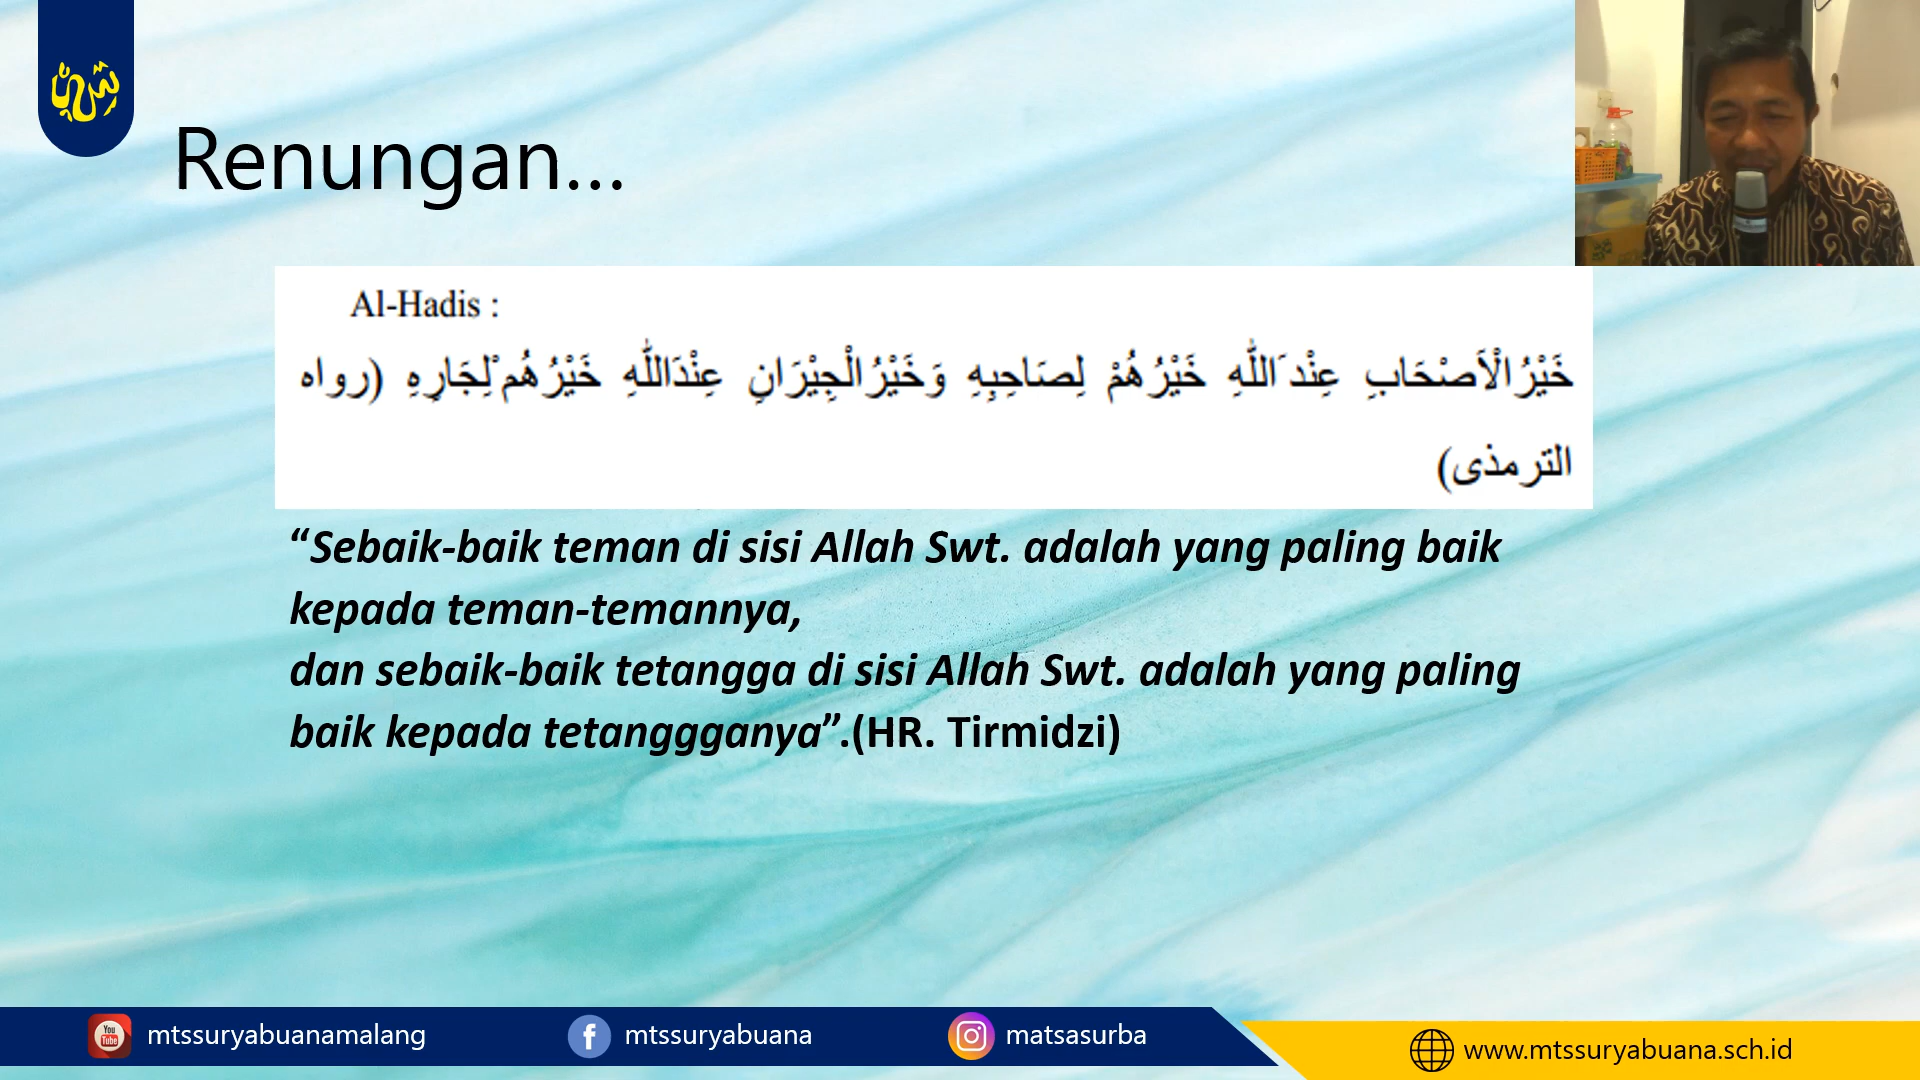 Renungan...
Al-Hadis :
خَيْرُالْاَصْحَابِ عِنْدَاللّٰهِ خَيْرُهُمْ لِصَاحِبِهِ وَخَيْرُالْجِيْرَانِ عِنْدَاللّٰهِ خَيْرُهُمْ لِجَارِهِ (رواه
الترمذى)
“Sebaik-baik teman di sisi Allah Swt. adalah yang paling baik
kepada teman-temannya,
dan sebaik-baik tetangga di sisi Allah Swt. adalah yang paling
baik kepada tetanggganya”.(HR. Tirmidzi)
You Tube mtssuryabuanamalang
mtssuryabuana
matsasurba
www.mtssuryabuana.sch.id